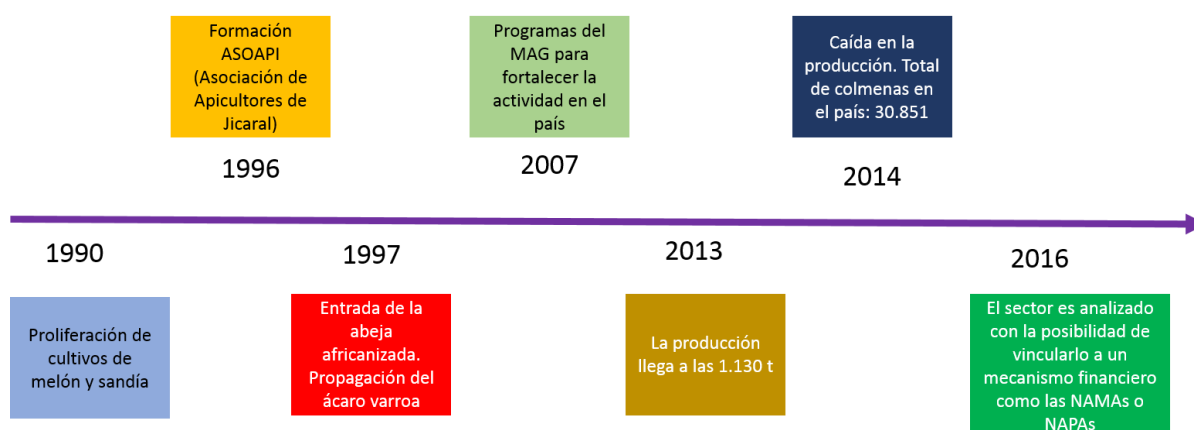 Formación
ASOAPI
(Asociación de
Apicultores de
Jicaral)
1996
Programas del
MAG para
fortalecer la
actividad en el
país
2007
Caída en la
producción. Total
de colmenas en
el país: 30.851
2014
1990
Proliferación de
cultivos de
melón y sandía
1997
Entrada de la
abeja
africanizada.
Propagación del
ácaro varroa
2013
La producción
llega a las 1.130 t
2016
El sector es analizado
con la posibilidad de
vincularlo a un
mecanismo financiero
como las NAMAs o
NAPAs